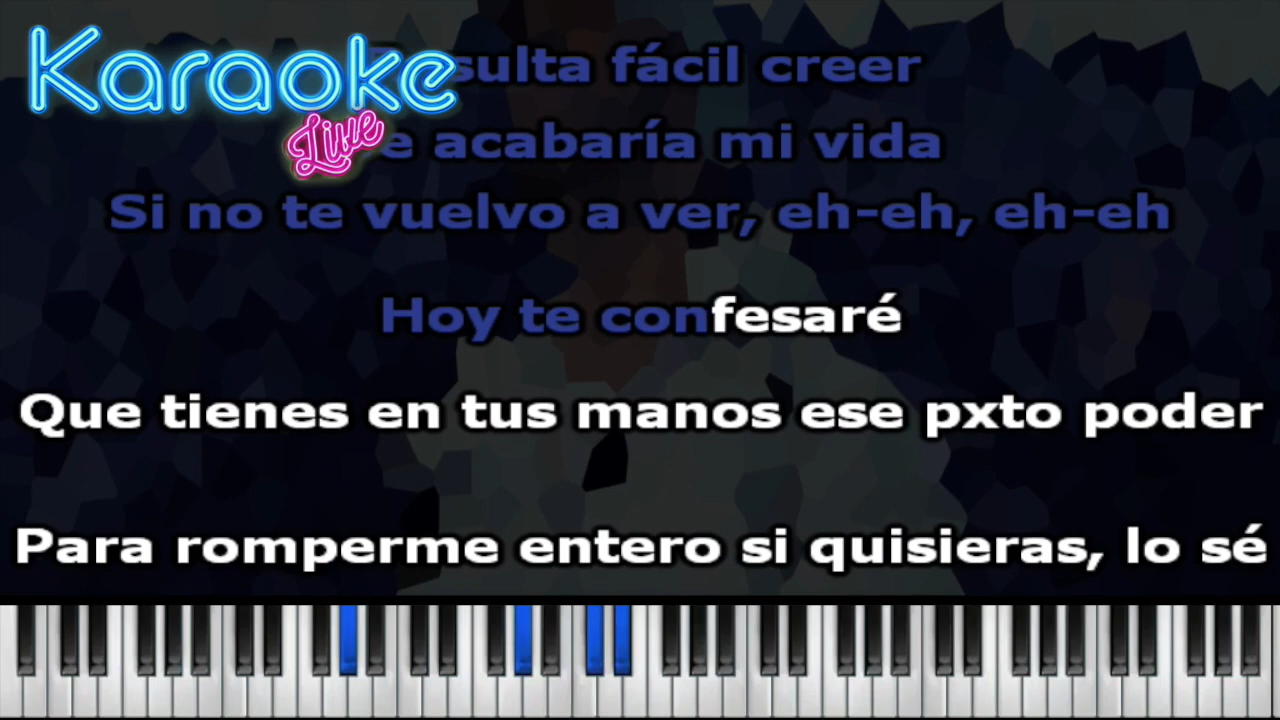 Karaoke
Live
sulta fácil creer
e acabaría mi vida
Si no te vuelvo a ver, eh-eh, eh-eh
Hoy te confesaré
Que tienes en tus manos ese pxto poder
Para romperme entero si quisieras, lo sé